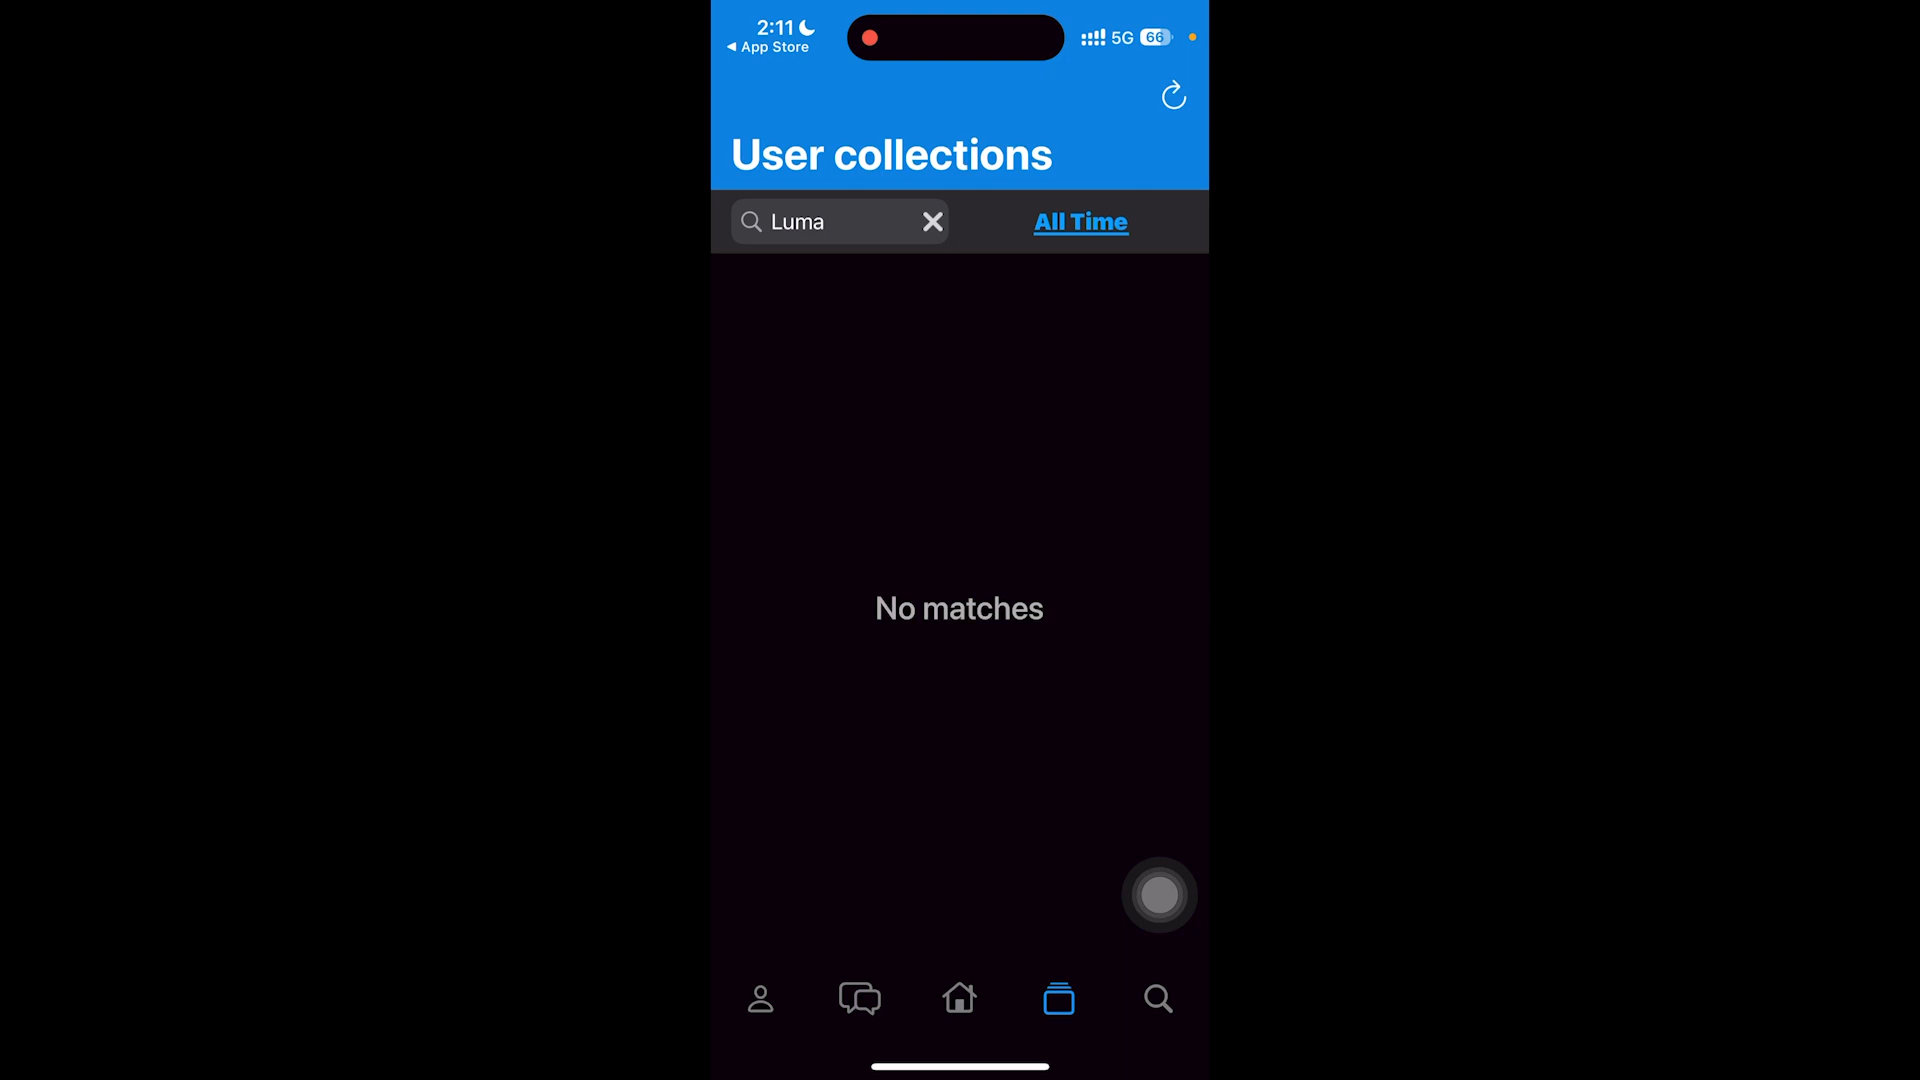 2:11
App Store
5G
66
User collections
Luma
All Time
No matches